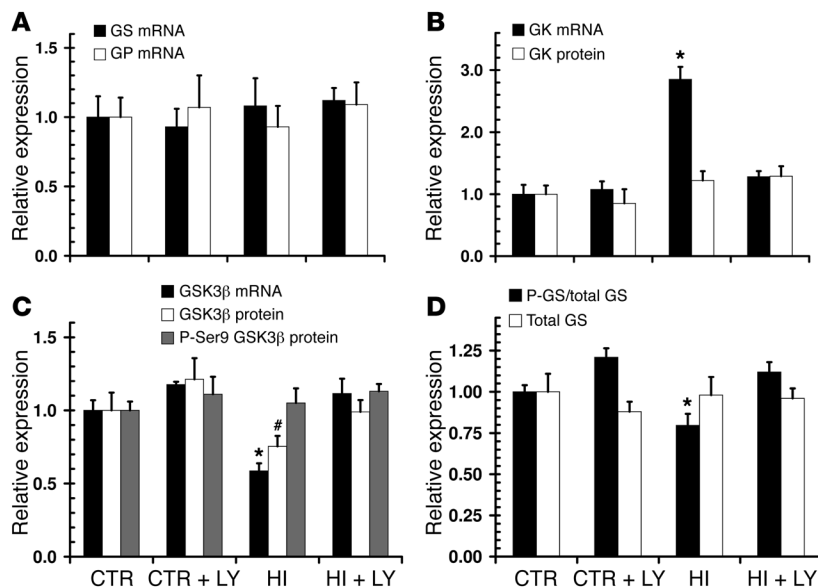 A
GS mRNA
GP mRNA
Relative expression
1.5
1.0
0.5
0.0
B
GK mRNA
GK protein
Relative expression
3.0
2.0
1.0
0.0
*
C
GSK3β mRNA
GSK3β protein
P-Ser9 GSK3β protein
Relative expression
1.5
1.0
0.5
0.0
*
#
CTR
CTR + LY
HI
HI + LY
D
P-GS/total GS
Total GS
Relative expression
1.25
1.00
0.75
0.50
0.25
0.00
*
CTR
CTR + LY
HI
HI + LY